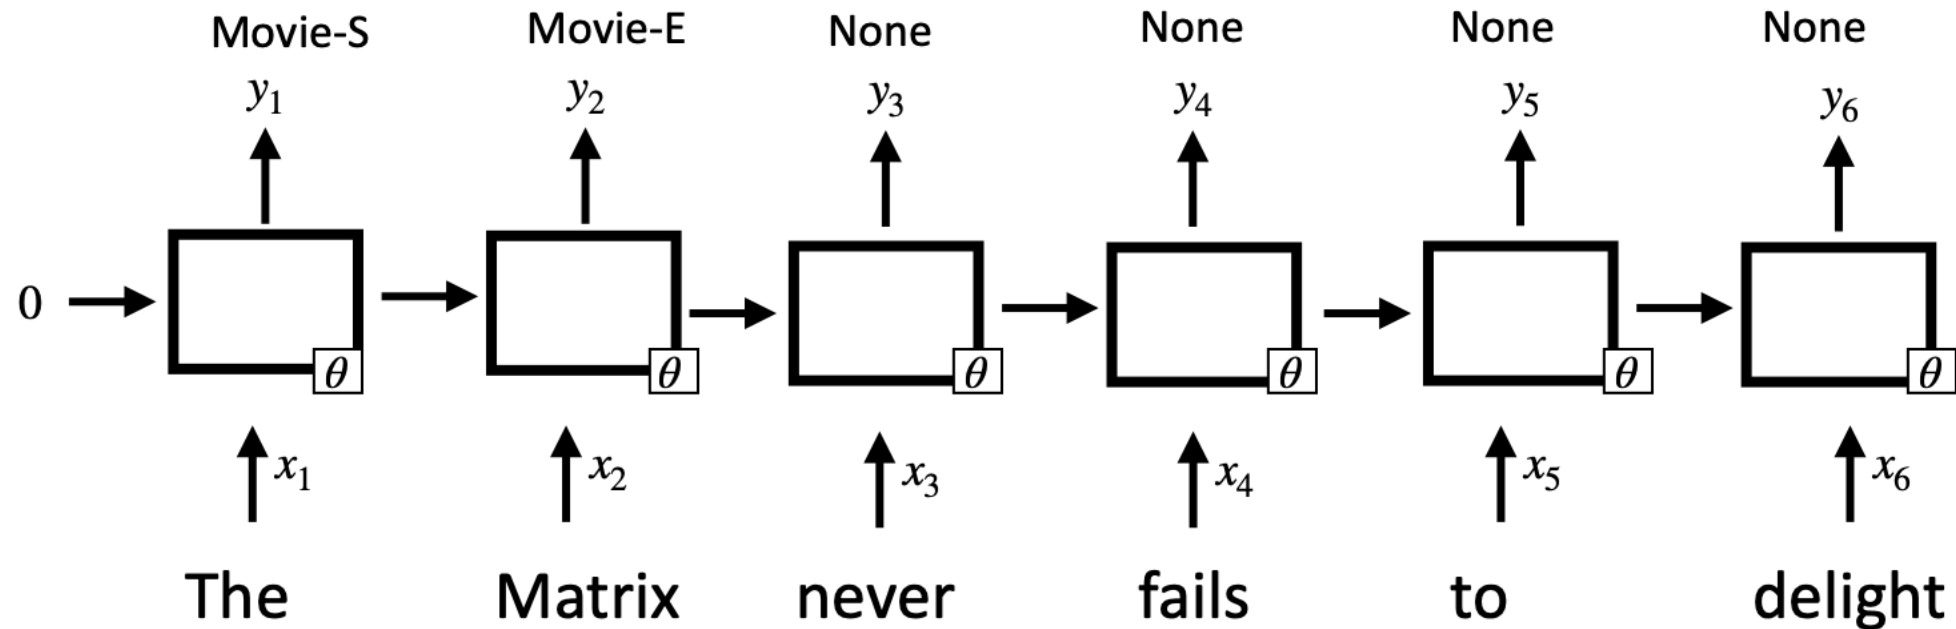 Movie-S Movie-E None None None None
y1 y2 y3 y4 y5 y6
0
θ θ θ θ θ θ
x1 x2 x3 x4 x5 x6
The Matrix never fails to delight